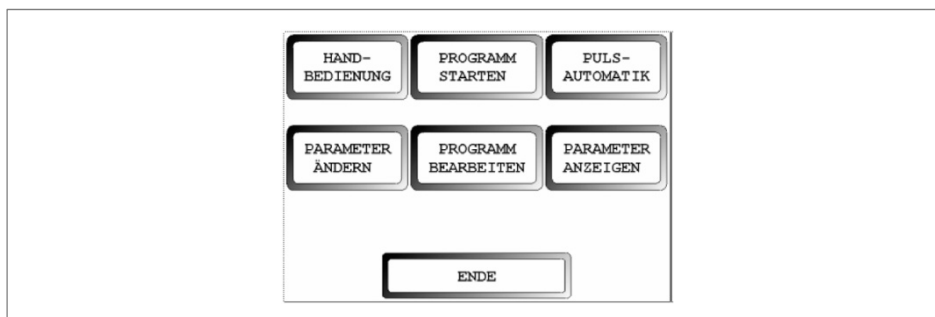 HAND-
BEDIENUNG
PROGRAMM
STARTEN
PULS-
AUTOMATIK
PARAMETER
ÄNDERN
PROGRAMM
BEARBEITEN
PARAMETER
ANZEIGEN
ENDE